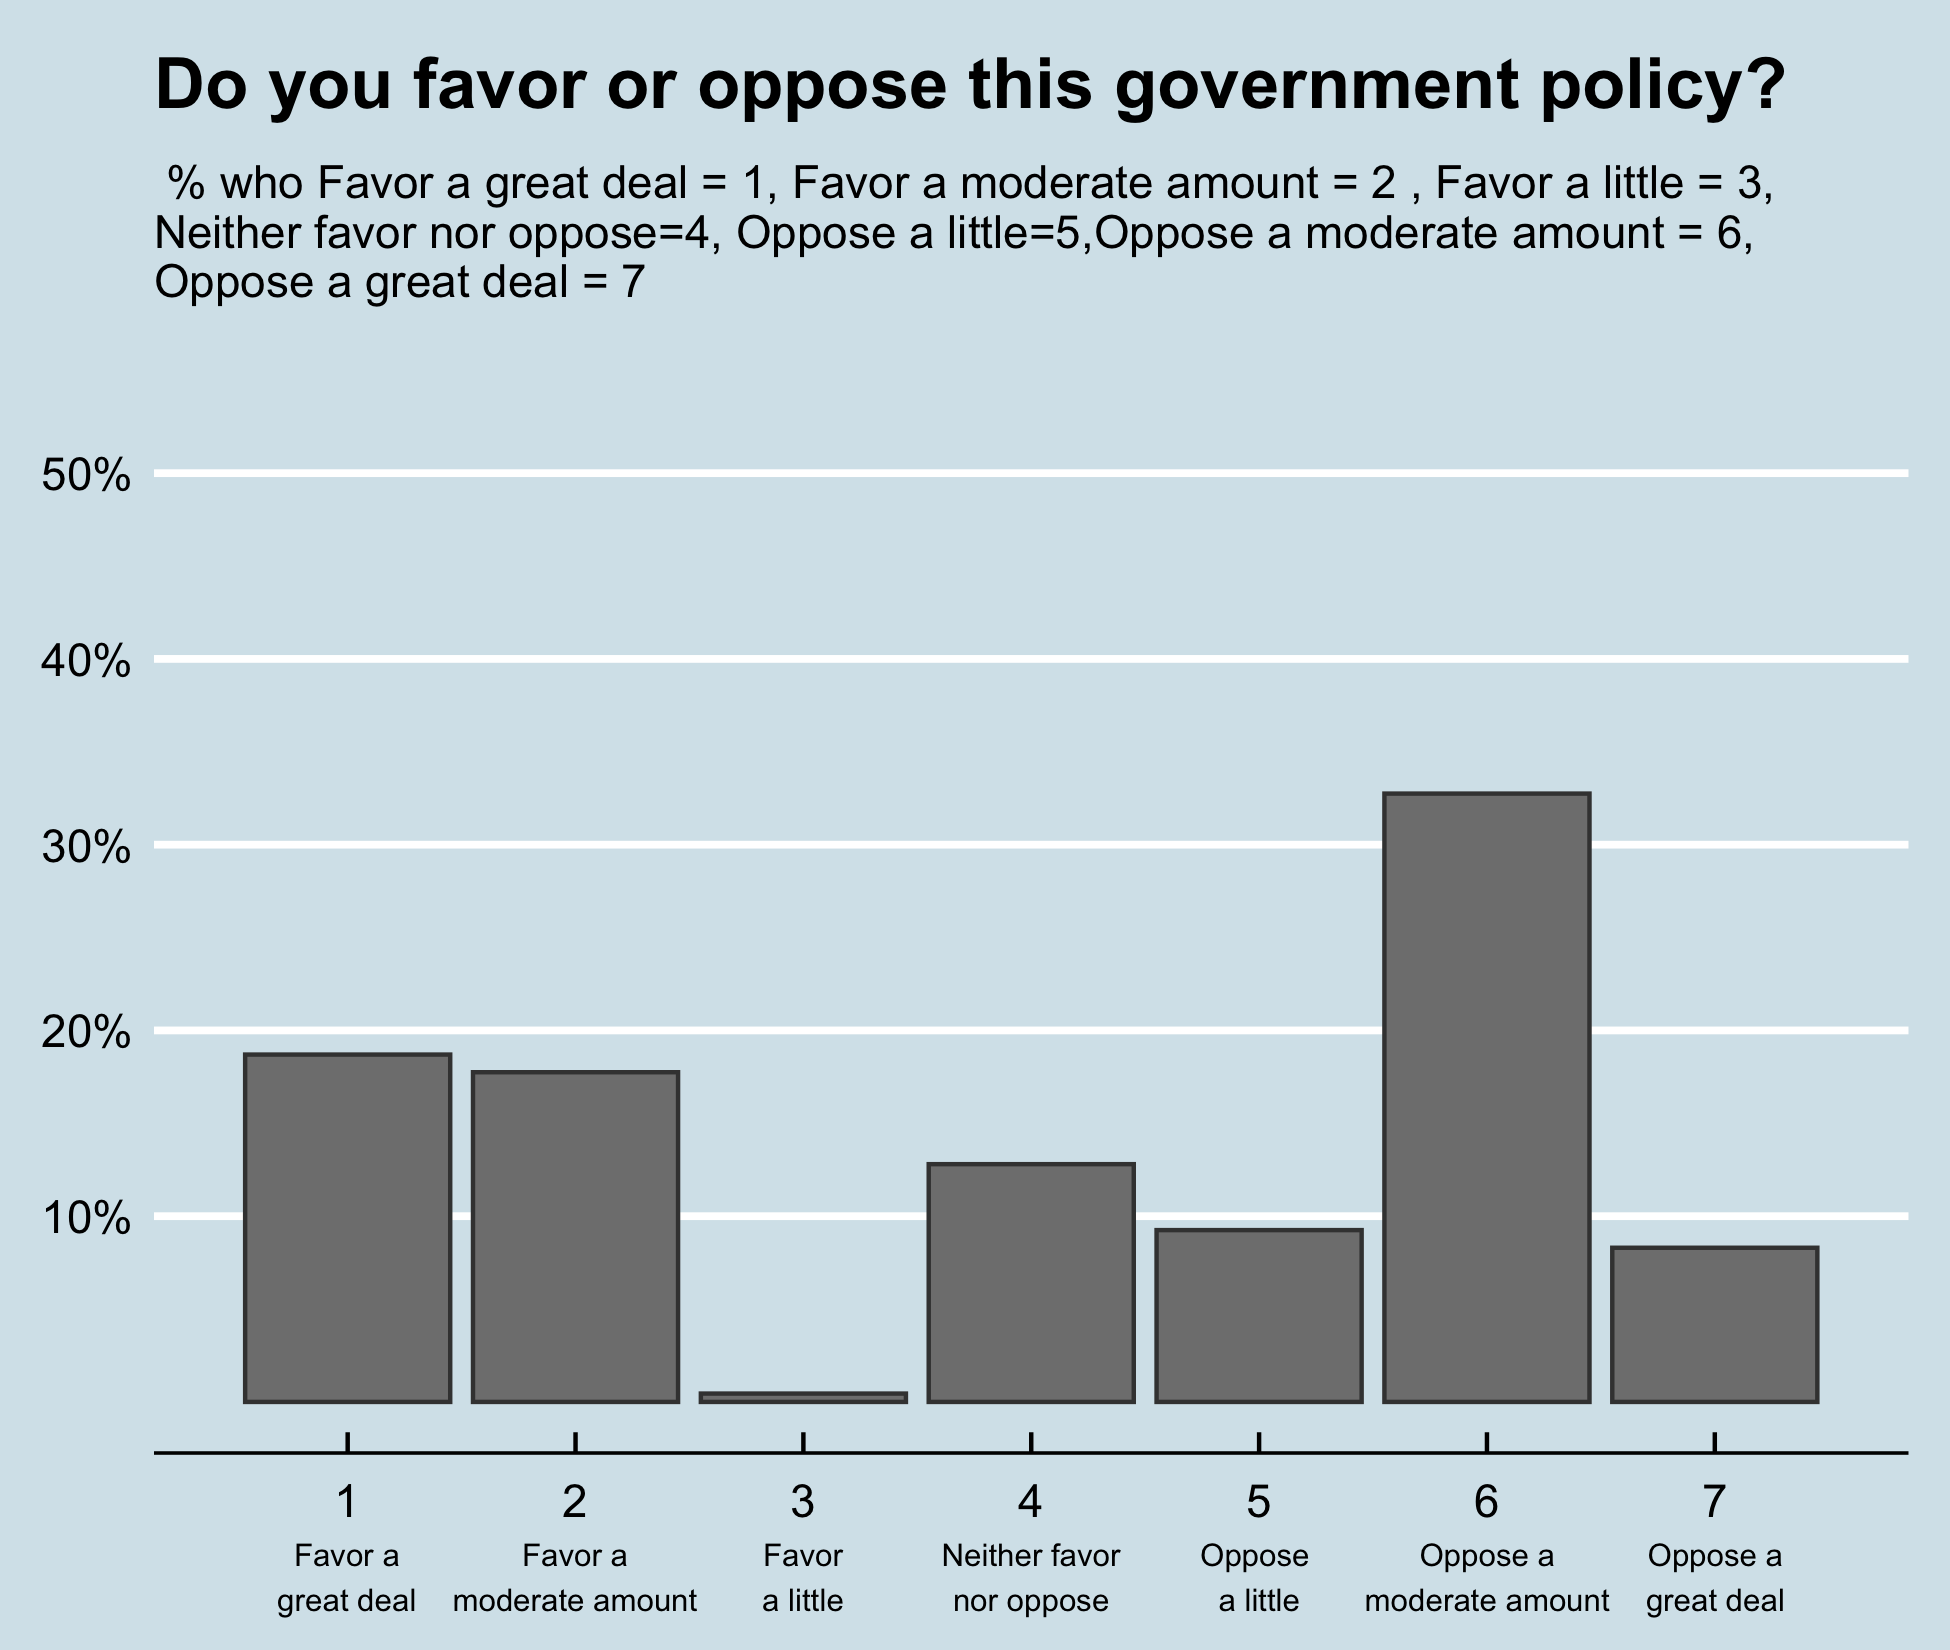 Do you favor or oppose this government policy?
% who Favor a great deal = 1, Favor a moderate amount = 2 , Favor a little = 3,
Neither favor nor oppose=4, Oppose a little=5,Oppose a moderate amount = 6,
Oppose a great deal = 7
50%
40%
30%
20%
10%
1 2 3 4 5 6 7
Favor a Favor a Favor Neither favor Oppose Oppose a Oppose a
great deal moderate amount a little nor oppose a little moderate amount great deal